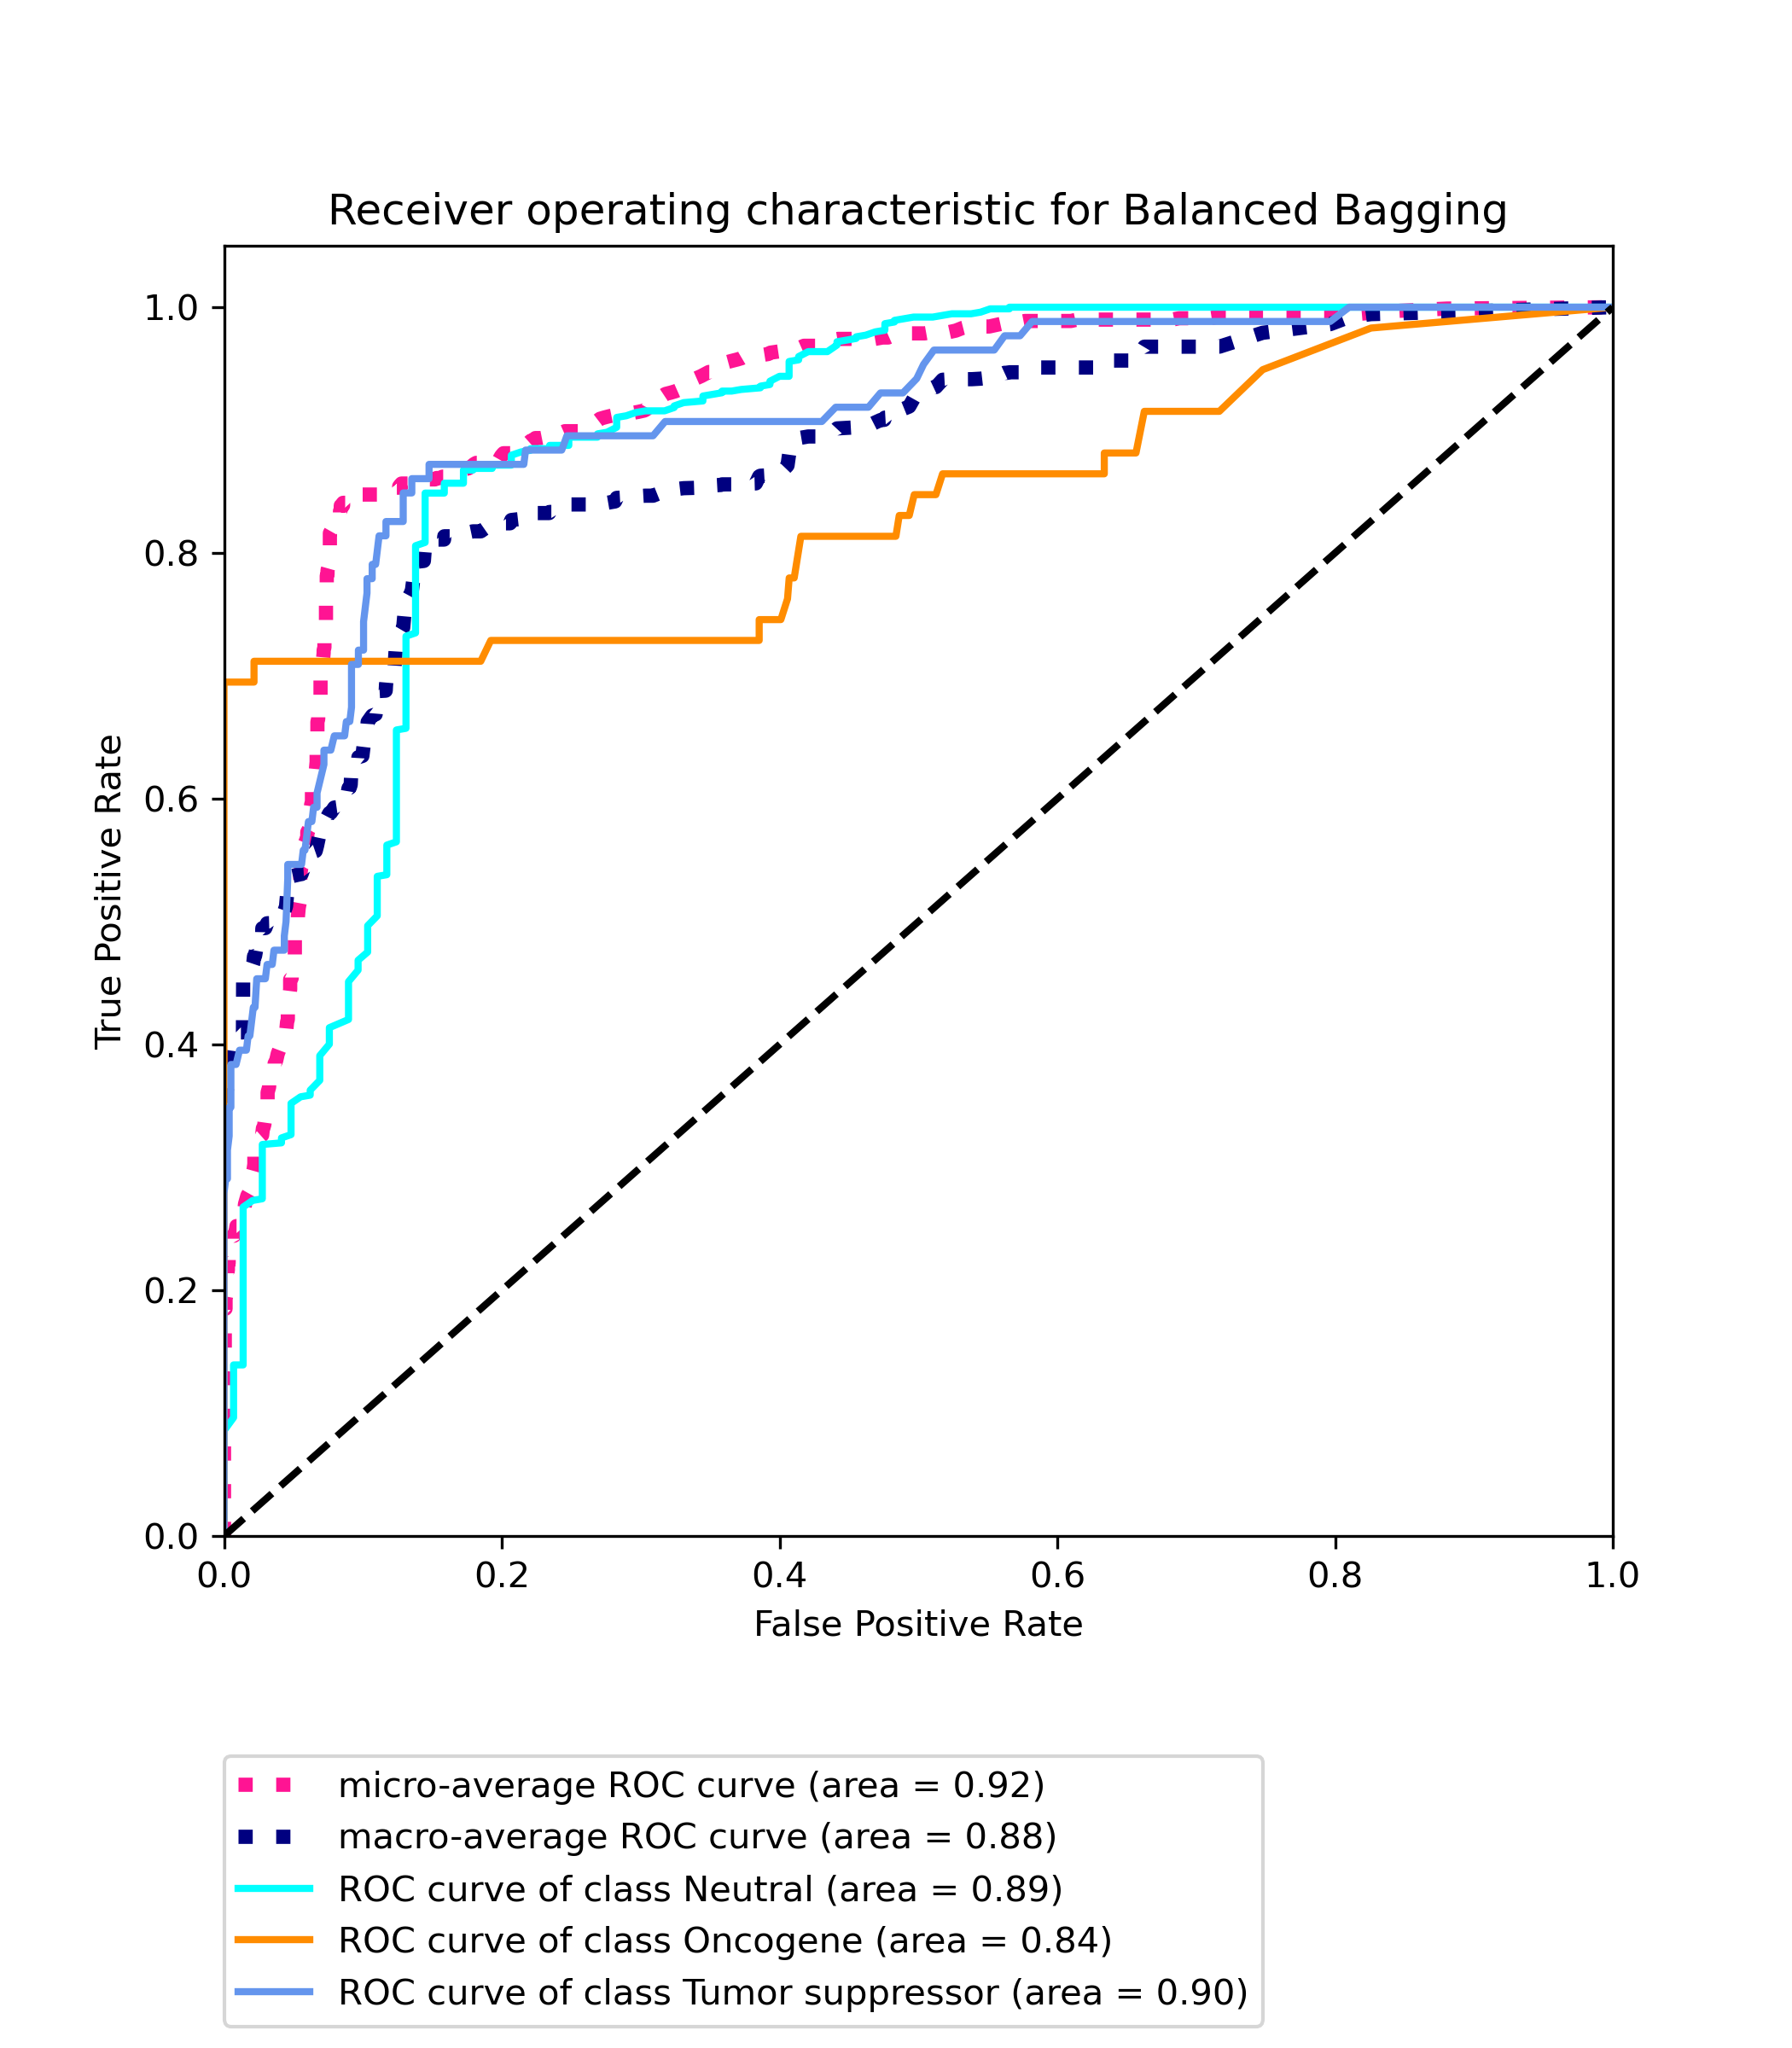 Receiver operating characteristic for Balanced Bagging
1.0
0.8
0.6
0.4
0.2
0.0
True Positive Rate
0.0 0.2 0.4 0.6 0.8 1.0
False Positive Rate
micro-average ROC curve (area = 0.92)
macro-average ROC curve (area = 0.88)
ROC curve of class Neutral (area = 0.89)
ROC curve of class Oncogene (area = 0.84)
ROC curve of class Tumor suppressor (area = 0.90)